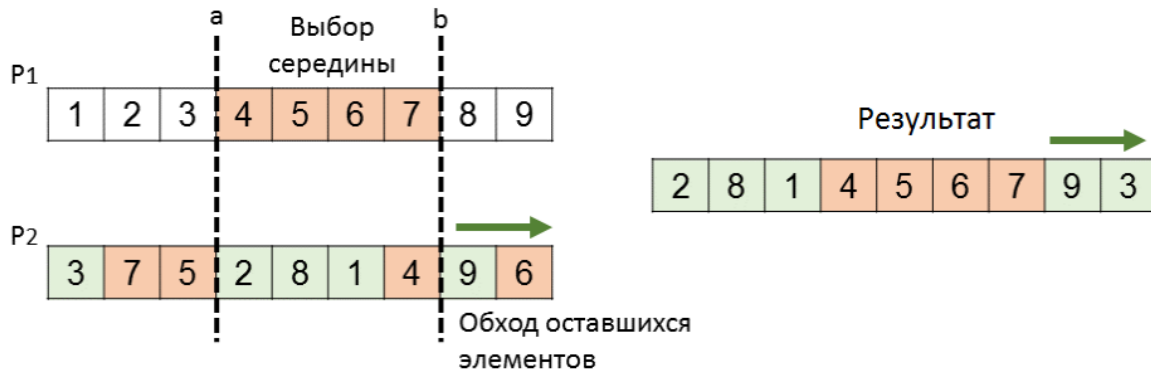 a
b
Выбор
середины
P1
1 2 3 4 5 6 7 8 9
Результат
2 8 1 4 5 6 7 9 3
P2
3 7 5 2 8 1 4 9 6
Обход оставшихся
элементов